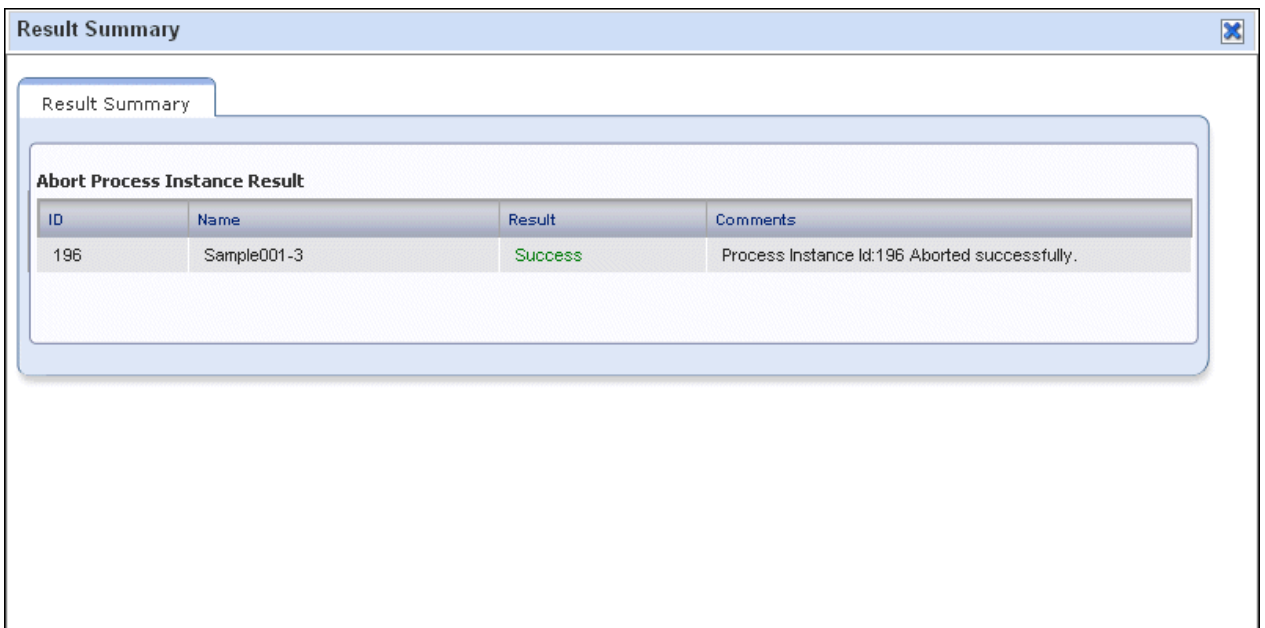 Result Summary
Result Summary
Abort Process Instance Result
ID Name Result Comments
196 Sample001-3 Success Process Instance Id:196 Aborted successfully.